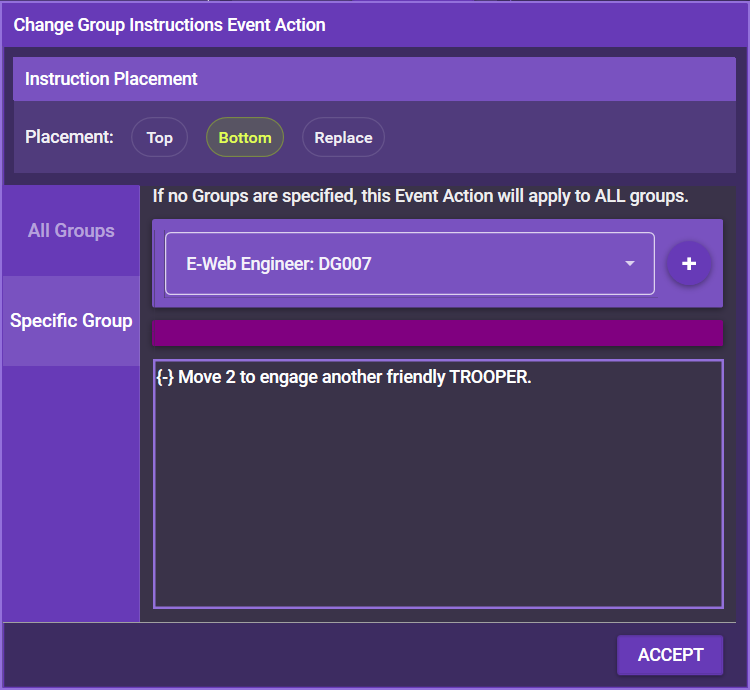 Change Group Instructions Event Action
Instruction Placement
Placement: Top Bottom Replace
If no Groups are specified, this Event Action will apply to ALL groups.
All Groups
E-Web Engineer: DG007 +
Specific Group
{-} Move 2 to engage another friendly TROOPER.
ACCEPT